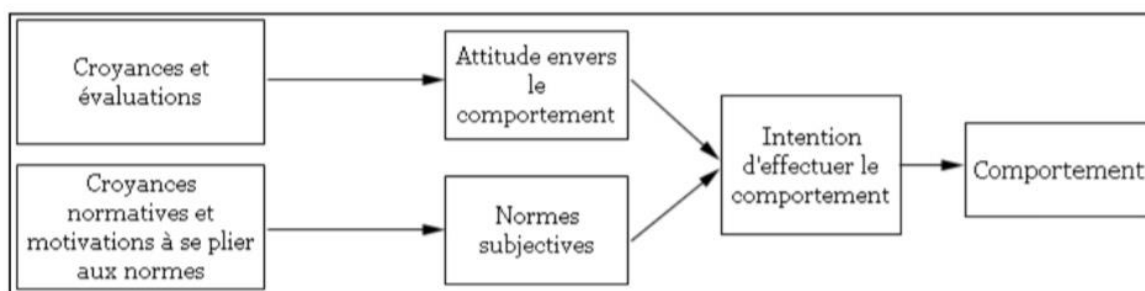 Croyances et
évaluations
Attitude envers
le
comportement
Croyances
normatives et
motivations à se plier
aux normes
Normes
subjectives
Intention
d'effectuer le
comportement
Comportement